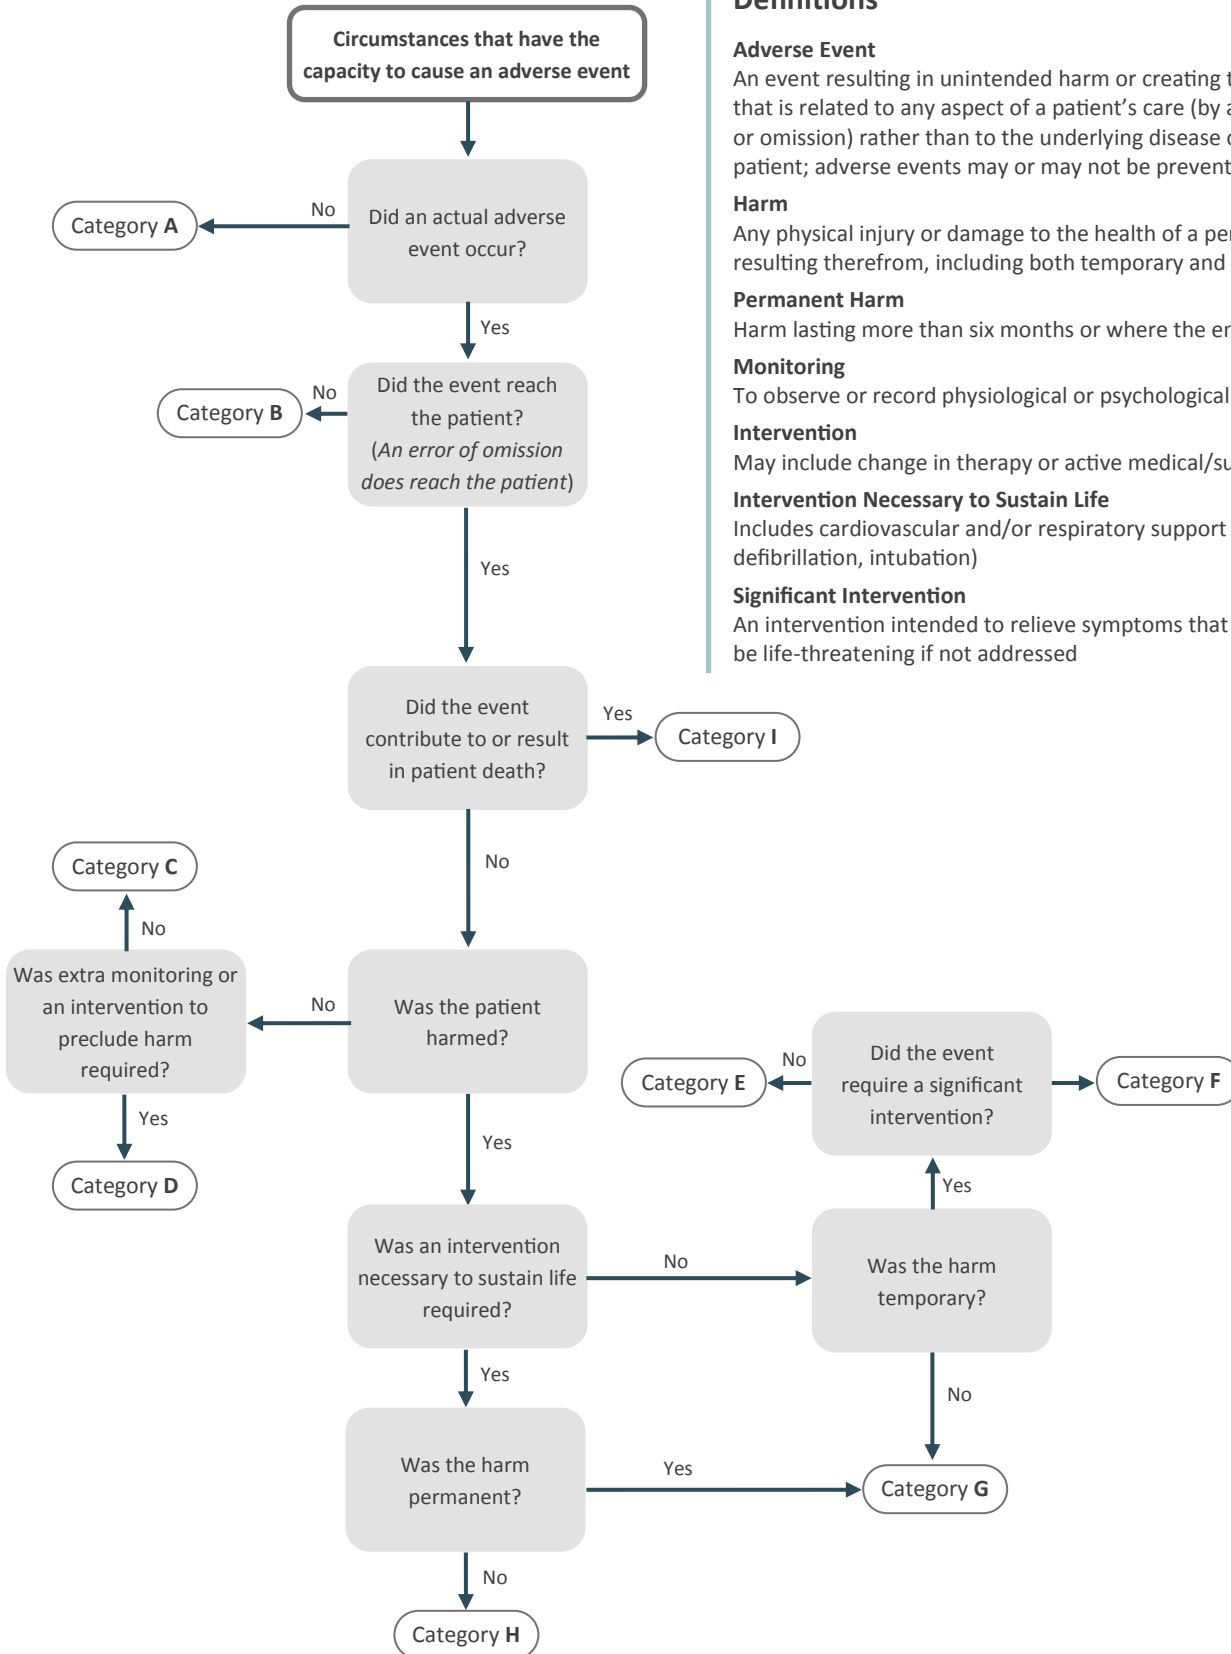 Definitions
Circumstances that have the
capacity to cause an adverse event
Adverse Event
An event resulting in unintended harm or creating
that is related to any aspect of a patient's care (by
or omission) rather than to the underlying disease
patient; adverse events may or may not be
Harm
Any physical injury or damage to the health of a
resulting therefrom, including both temporary and
Permanent Harm
Harm lasting more than six months or where the
Monitoring
To observe or record physiological or psychological
Intervention
May include change in therapy or active
Intervention Necessary to Sustain Life
Includes cardiovascular and/or respiratory support
defibrillation, intubation)
Significant Intervention
An intervention intended to relieve symptoms that
be life-threatening if not addressed
Did an actual adverse
event occur?
No
Category A
Yes
Did the event reach
the patient?
(An error of omission
does reach the patient)
No
Category B
Yes
Did the event
contribute to or result
in patient death?
Yes
Category I
No
Was the patient
harmed?
No
Was extra monitoring or
an intervention to
preclude harm
required?
No
Category C
Yes
Category D
Yes
Was an intervention
necessary to sustain life
required?
No
Was the harm
temporary?
Yes
Did the event
require a significant
intervention?
No
Category E
Category F
No
Category G
Yes
Was the harm
permanent?
Yes
No
Category H